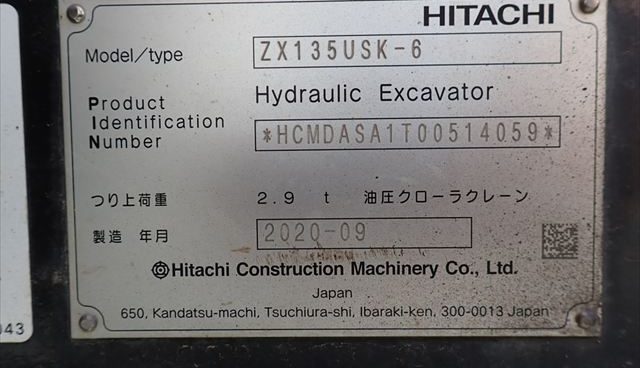 HITACHI
Model/type ZX135USK-6
Product Identification Number
Hydraulic Excavator
*HCMDASA1T00514059*
つり上荷重 2.9 t 油圧クローラクレーン
製造 年月 2020-09
Hitachi Construction Machinery Co., Ltd.
Japan
650, Kandatsu-machi, Tsuchiura-shi, Ibaraki-ken, 300-0013 Japan
043